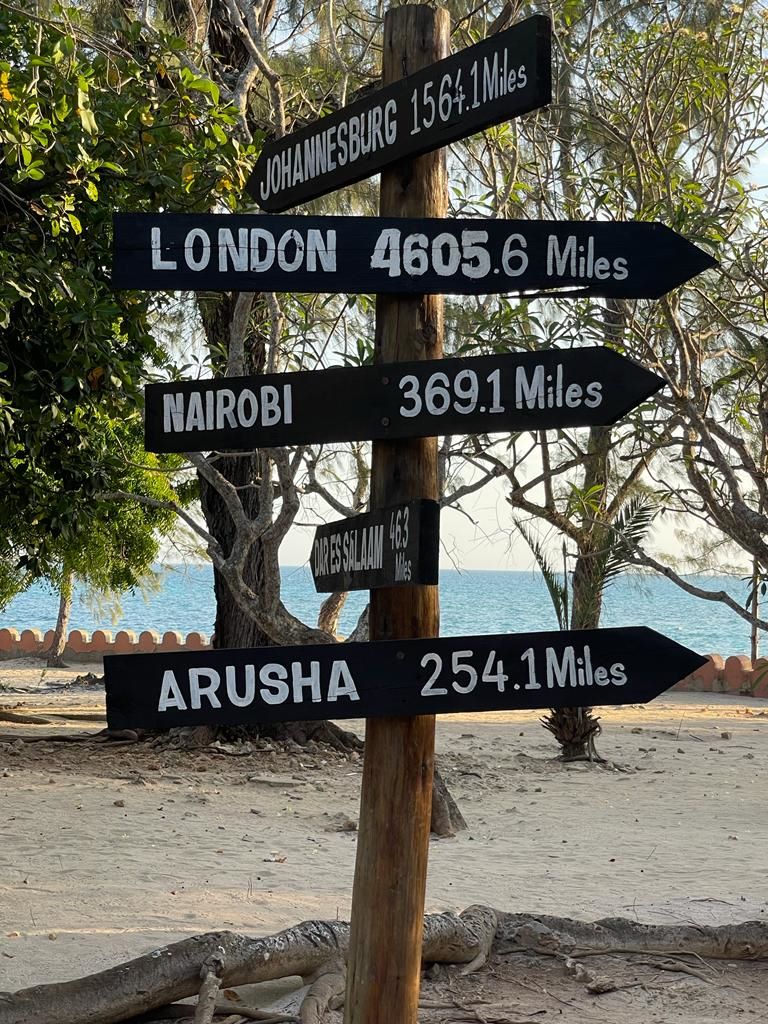 JOHANNESBURG 1564.1 Miles
LONDON 4605.6 Miles
NAIROBI 369.1 Miles
DAR ES SALAAM 46.3 Miles
ARUSHA 254.1 Miles